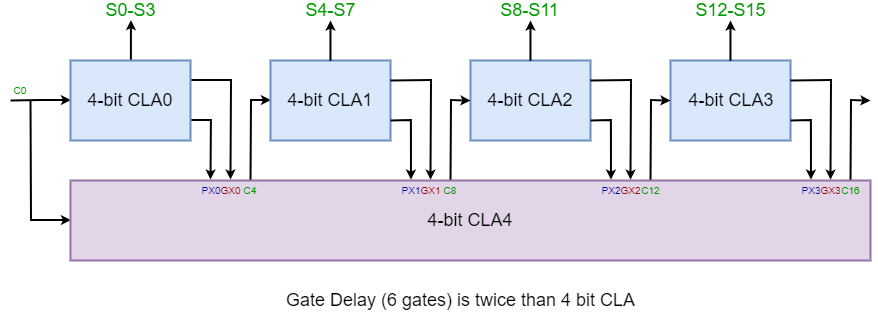 S0-S3 S4-S7 S8-S11 S12-S15
C0
4-bit CLA0 4-bit CLA1 4-bit CLA2 4-bit CLA3
PX0GX0 C4 PX1GX1 C8 PX2GX2C12 PX3GX3C16
4-bit CLA4
Gate Delay (6 gates) is twice than 4 bit CLA